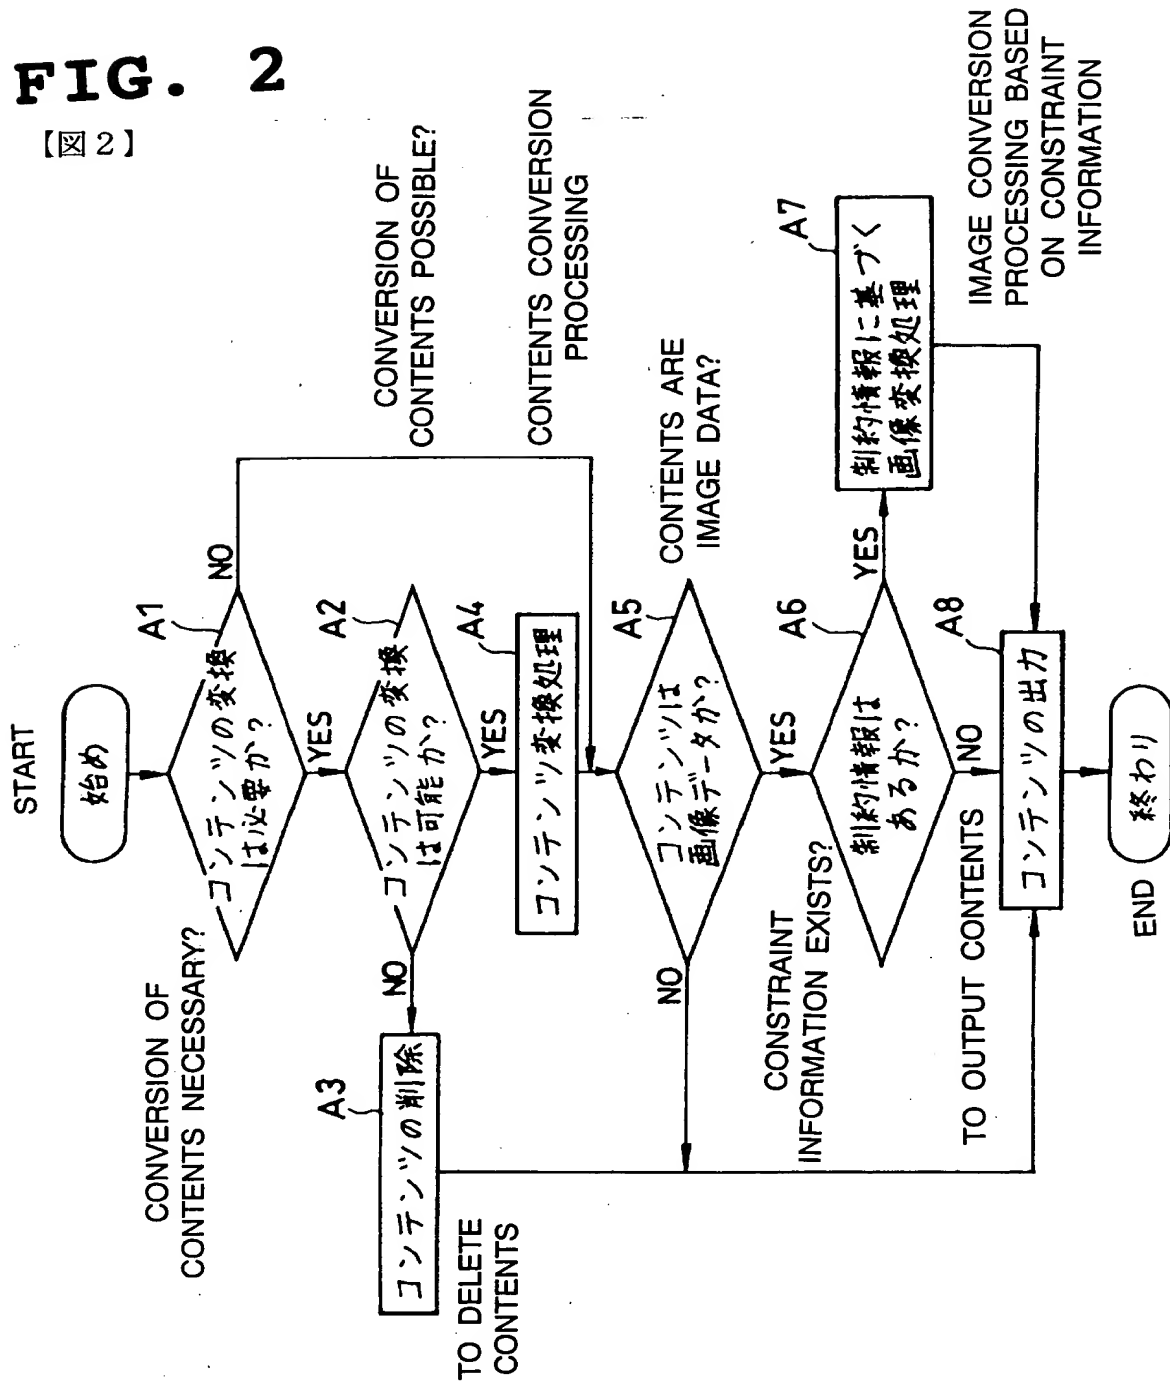 FIG. 2
【図2】
START
始め
CONVERSION OF
CONTENTS NECESSARY?
A1
コンテンツの変換
は必要か?
NO
YES
CONVERSION OF
CONTENTS POSSIBLE?
A2
コンテンツの変換
は可能か?
NO
YES
A3
コンテンツの削除
TO DELETE
CONTENTS
CONTENTS CONVERSION
PROCESSING
A4
コンテンツ変換処理
CONTENTS ARE
IMAGE DATA?
A5
コンテンツは
画像データか?
NO
YES
CONSTRAINT
INFORMATION EXISTS?
A6
制約情報は
あるか?
YES
NO
A7
制約情報に基づく
画像変換処理
IMAGE CONVERSION
PROCESSING BASED
ON CONSTRAINT
INFORMATION
TO OUTPUT CONTENTS
A8
コンテンツの出力
END
終わり